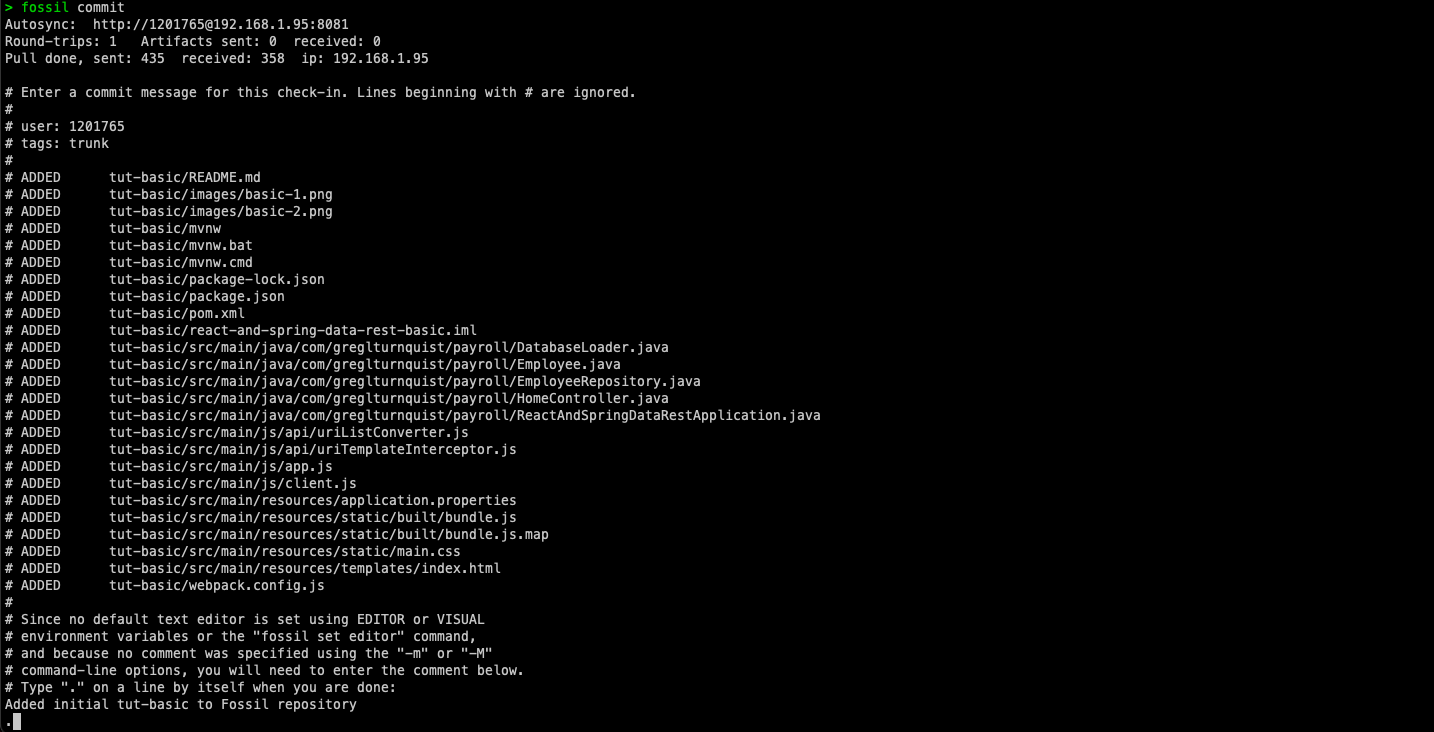 > fossil commit
Autosync:  http://1201765@192.168.1.95:8081
Round-trips: 1   Artifacts sent: 0  received: 0
Pull done, sent: 435  received: 358  ip: 192.168.1.95

# Enter a commit message for this check-in. Lines beginning with # are ignored.
#
# user: 1201765
# tags: trunk
#
# ADDED      tut-basic/README.md
# ADDED      tut-basic/images/basic-1.png
# ADDED      tut-basic/images/basic-2.png
# ADDED      tut-basic/mvnw
# ADDED      tut-basic/mvnw.bat
# ADDED      tut-basic/mvnw.cmd
# ADDED      tut-basic/package-lock.json
# ADDED      tut-basic/package.json
# ADDED      tut-basic/pom.xml
# ADDED      tut-basic/react-and-spring-data-rest-basic.iml
# ADDED      tut-basic/src/main/java/com/greglturnquist/payroll/DatabaseLoader.java
# ADDED      tut-basic/src/main/java/com/greglturnquist/payroll/Employee.java
# ADDED      tut-basic/src/main/java/com/greglturnquist/payroll/EmployeeRepository.java
# ADDED      tut-basic/src/main/java/com/greglturnquist/payroll/HomeController.java
# ADDED      tut-basic/src/main/java/com/greglturnquist/payroll/ReactAndSpringDataRestApplication.java
# ADDED      tut-basic/src/main/js/api/uriListConverter.js
# ADDED      tut-basic/src/main/js/api/uriTemplateInterceptor.js
# ADDED      tut-basic/src/main/js/app.js
# ADDED      tut-basic/src/main/js/client.js
# ADDED      tut-basic/src/main/resources/application.properties
# ADDED      tut-basic/src/main/resources/static/built/bundle.js
# ADDED      tut-basic/src/main/resources/static/built/bundle.js.map
# ADDED      tut-basic/src/main/resources/static/main.css
# ADDED      tut-basic/src/main/resources/templates/index.html
# ADDED      tut-basic/webpack.config.js
#
# Since no default text editor is set using EDITOR or VISUAL
# environment variables or the "fossil set editor" command,
# and because no comment was specified using the "-m" or "-M"
# command-line options, you will need to enter the comment below.
# Type "." on a line by itself when you are done:
Added initial tut-basic to Fossil repository
.